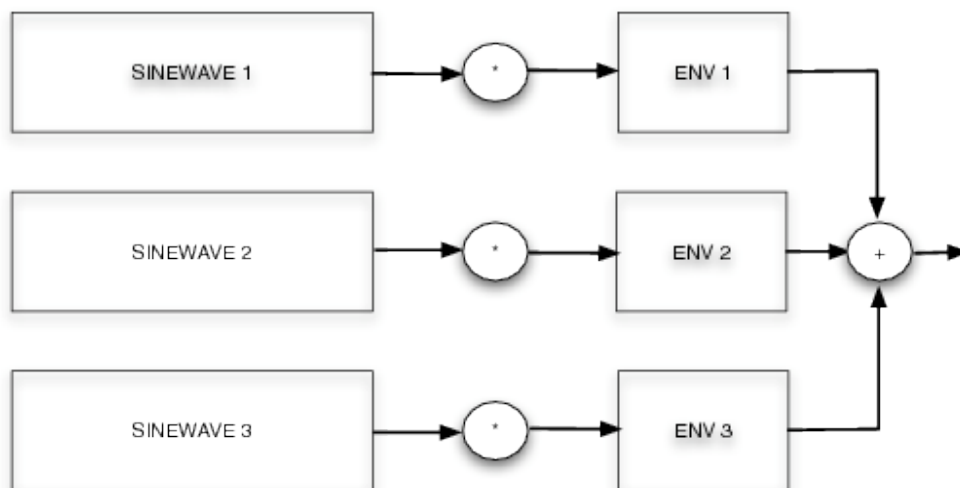 SINEWAVE 1 * ENV 1
SINEWAVE 2 * ENV 2 +
SINEWAVE 3 * ENV 3